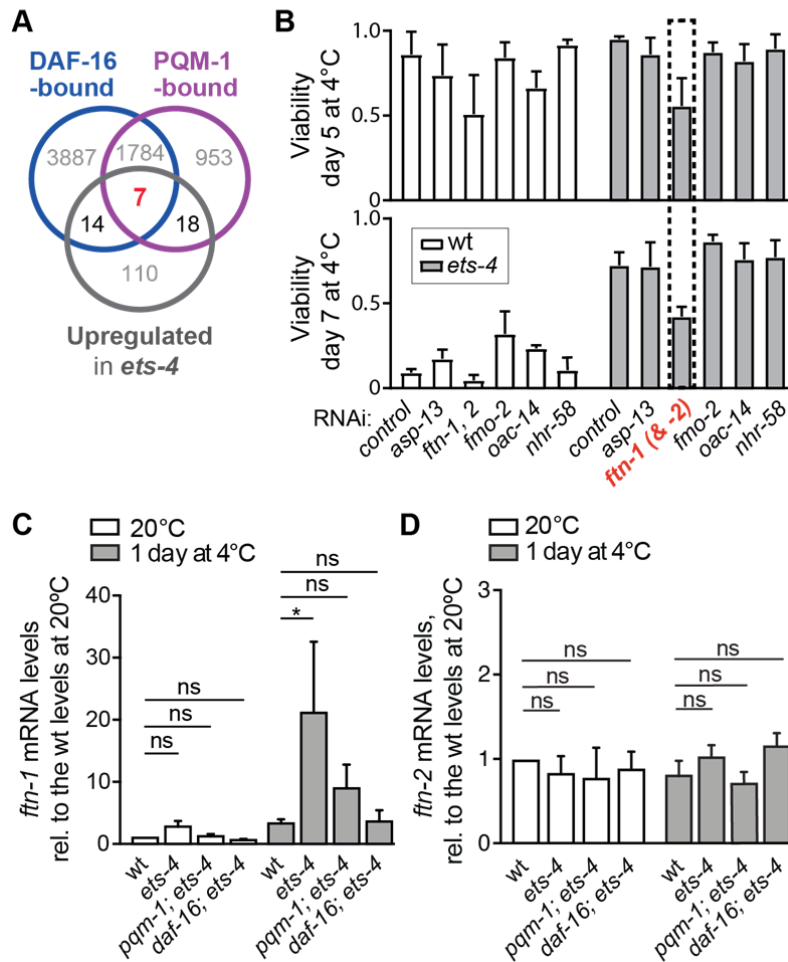 A
DAF-16
-bound
PQM-1
-bound
3887
1784
953
7
14
18
110
Upregulated
in ets-4
B
Viability
day 5 at 4°C
1.0
0.5
0
Viability
day 7 at 4°C
1.0
0.5
0
wt
ets-4
RNAi:
control
asp-13
ftn-1, 2
fmo-2
oac-14
nhr-58
control
asp-13
ftn-1 (& -2)
fmo-2
oac-14
nhr-58
C
20°C
1 day at 4°C
ftn-1 mRNA levels
rel. to the wt levels at 20ºC
40
30
20
10
0
ns
ns
ns
ns
ns
*
wt
ets-4
pqm-1; ets-4
daf-16; ets-4
wt
ets-4
pqm-1; ets-4
daf-16; ets-4
D
20°C
1 day at 4°C
ftn-2 mRNA levels,
rel. to the wt levels at 20°C
3
2
1
0
ns
ns
ns
ns
ns
ns
wt
ets-4
pqm-1; ets-4
daf-16; ets-4
wt
ets-4
pqm-1; ets-4
daf-16; ets-4